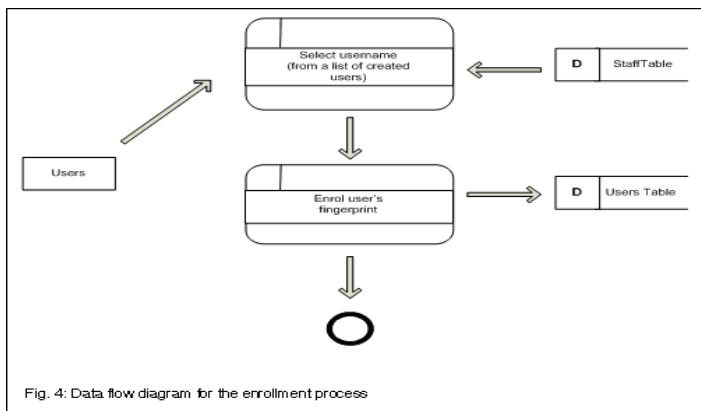 Select username
(from a list of created
users)
D StaffTable
Users
Enrol user's
fingerprint
D Users Table
Fig. 4: Data flow diagram for the enrollment process